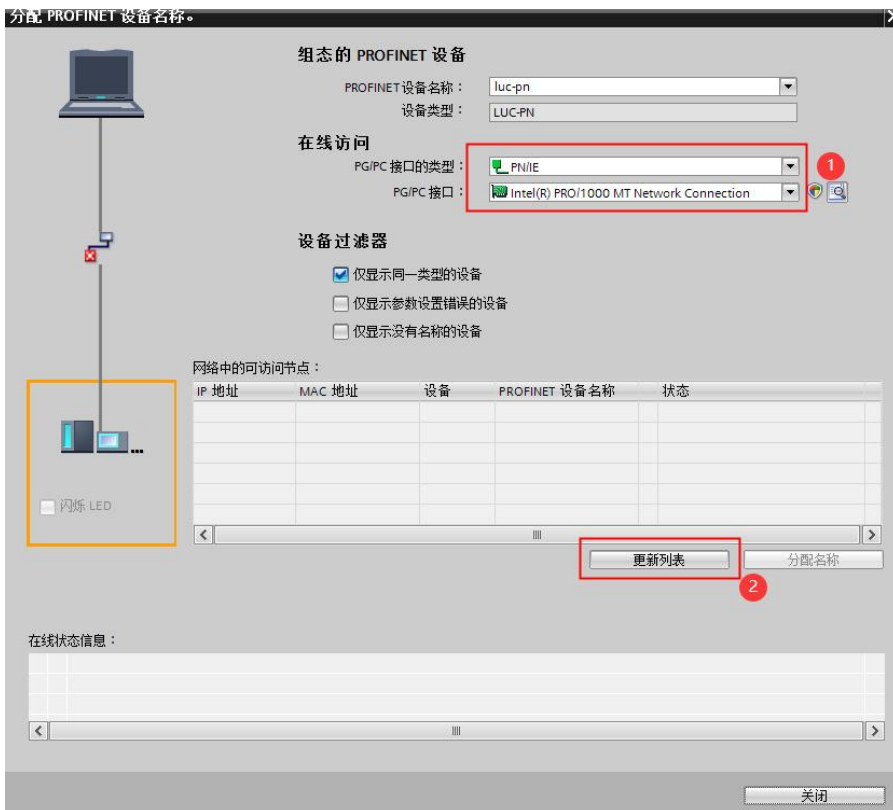 分配 PROFINET 设备名称。
组态的 PROFINET 设备
PROFINET设备名称：
luc-pn
设备类型：
LUC-PN
在线访问
PG/PC 接口的类型：
PN/IE
1
PG/PC 接口：
Intel(R) PRO/1000 MT Network Connection
设备过滤器
仅显示同一类型的设备
仅显示参数设置错误的设备
仅显示没有名称的设备
网络中的可访问节点：
IP 地址 MAC 地址 设备 PROFINET 设备名称 状态
...
闪烁 LED
更新列表
分配名称
2
在线状态信息：
关闭